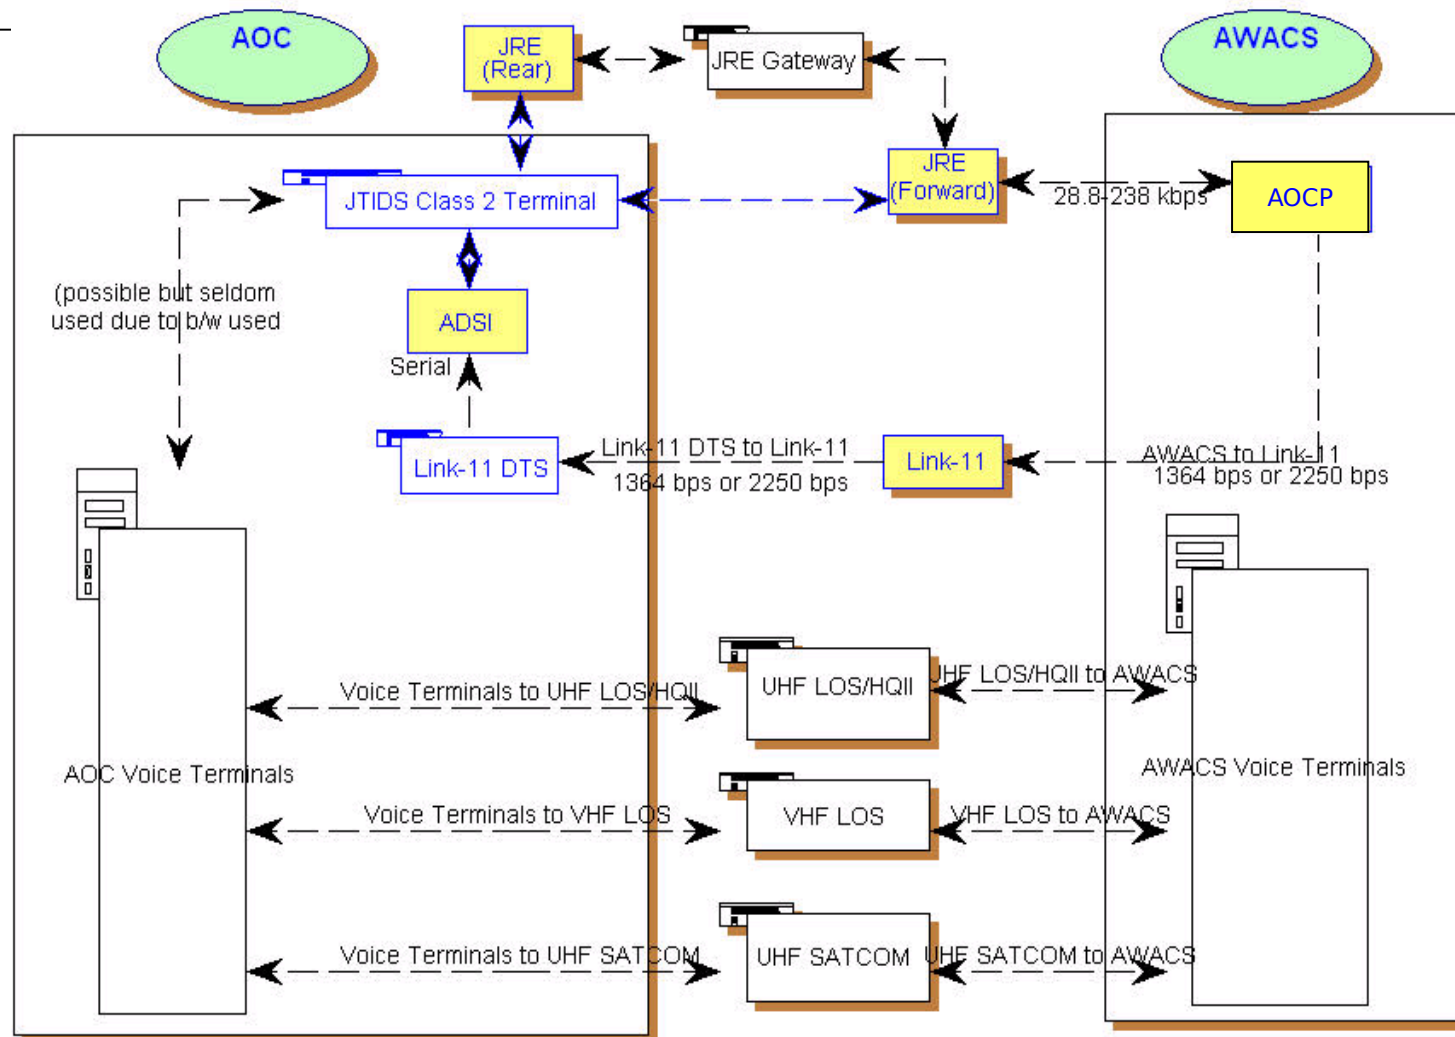 AOC
JRE
(Rear)
JRE Gateway
AWACS
JRE
(Forward)
JTIDS Class 2 Terminal
28.8-238 kbps
AOCP
(possible but seldom
used due to b/w used
ADSI
Serial
Link-11 DTS
Link-11 DTS to Link-11
1364 bps or 2250 bps
Link-11
AWACS to Link-11
1364 bps or 2250 bps
Voice Terminals to UHF LOS/HQII
UHF LOS/HQII
UHF LOS/HQII to AWACS
AOC Voice Terminals
AWACS Voice Terminals
Voice Terminals to VHF LOS
VHF LOS
VHF LOS to AWACS
Voice Terminals to UHF SATCOM
UHF SATCOM
UHF SATCOM to AWACS